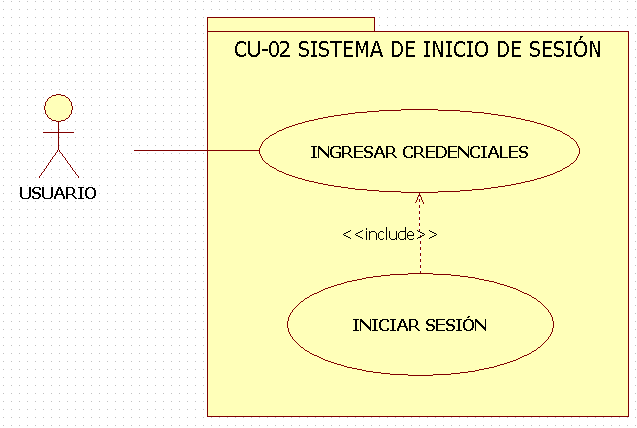 CU-02 SISTEMA DE INICIO DE SESIÓN
INGRESAR CREDENCIALES
USUARIO
<<include>>
INICIAR SESIÓN